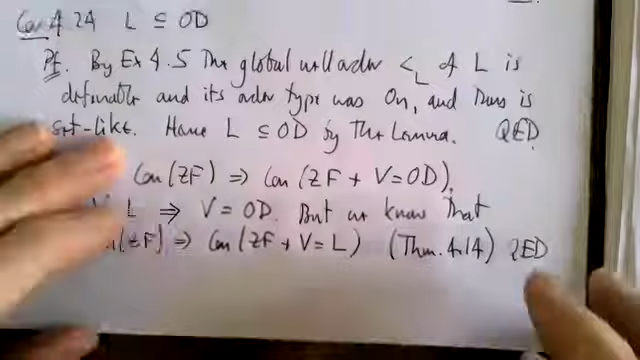 Cor 4.24 L ⊆ OD
Pf. By Ex 4.5 The global wellorder <_L of L is
definable and its order type was On, and thus is
set-like. Hence L ⊆ OD by The Lemma. QED
Con(ZF) ⇒ Con(ZF + V=OD).
L ⇒ V = OD. But we know That
(ZF) ⇒ Con(ZF + V = L) (Thm. 4.14) QED